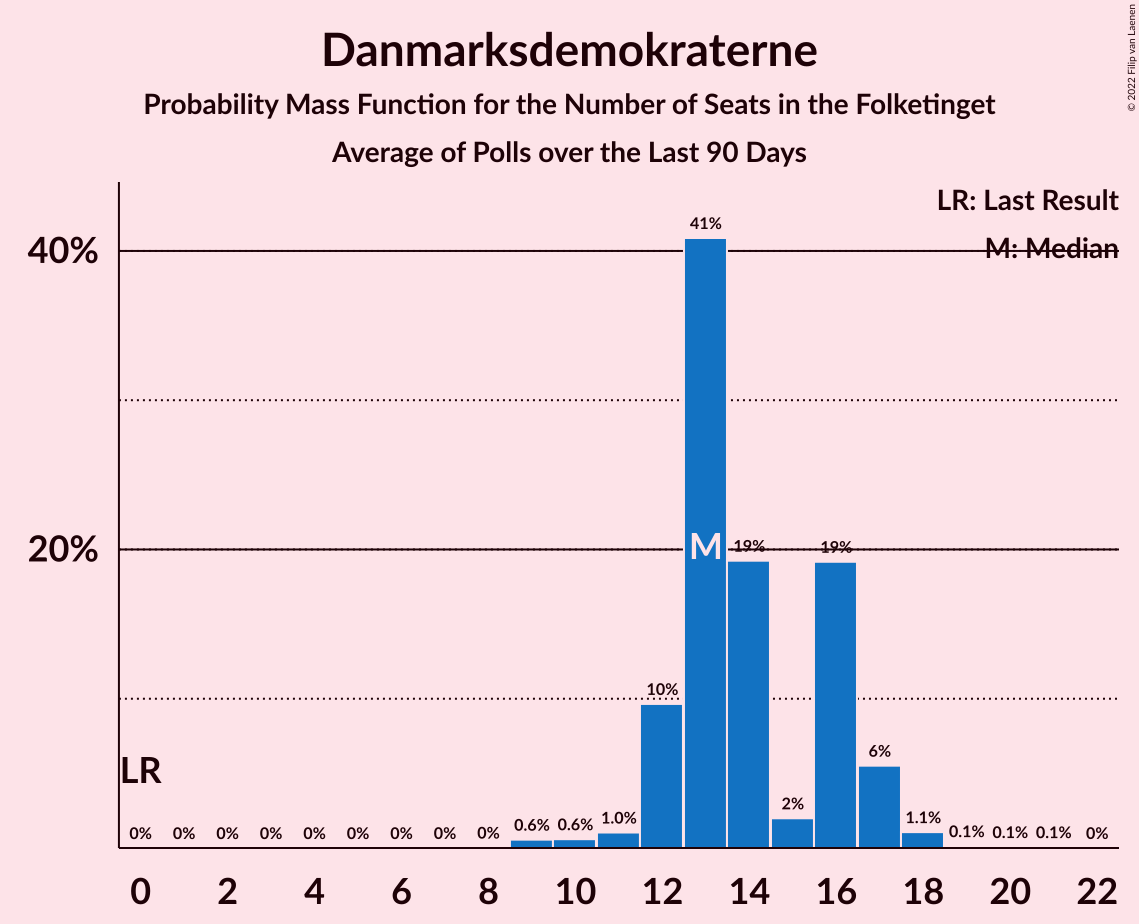 Danmarksdemokraterne
Probability Mass Function for the Number of Seats in the Folketinget
Average of Polls over the Last 90 Days
© 2022 Filip van Laenen
LR: Last Result
M: Median
40%
20%
41%
M
19%
19%
10%
6%
2%
LR
0%
0%
0%
0%
0%
0%
0%
0%
0%
0.6%
0.6%
1.0%
1.1%
0.1%
0.1%
0.1%
0%
0 2 4 6 8 10 12 14 16 18 20 22